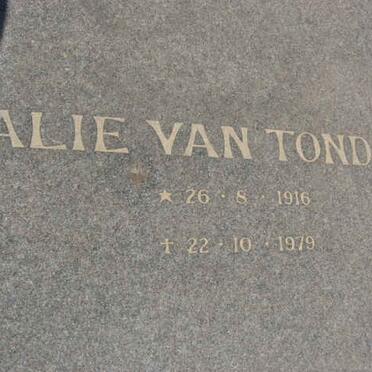 ALIE VAN TOND
★ 26 · 8 · 1916
✝ 22 · 10 · 1979